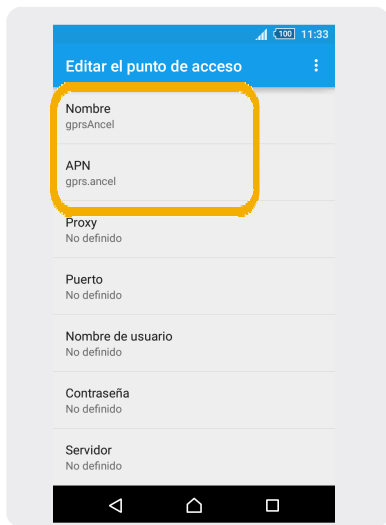 100 11:33
Editar el punto de acceso
Nombre
gprsAncel
APN
gprs.ancel
Proxy
No definido
Puerto
No definido
Nombre de usuario
No definido
Contraseña
No definido
Servidor
No definido